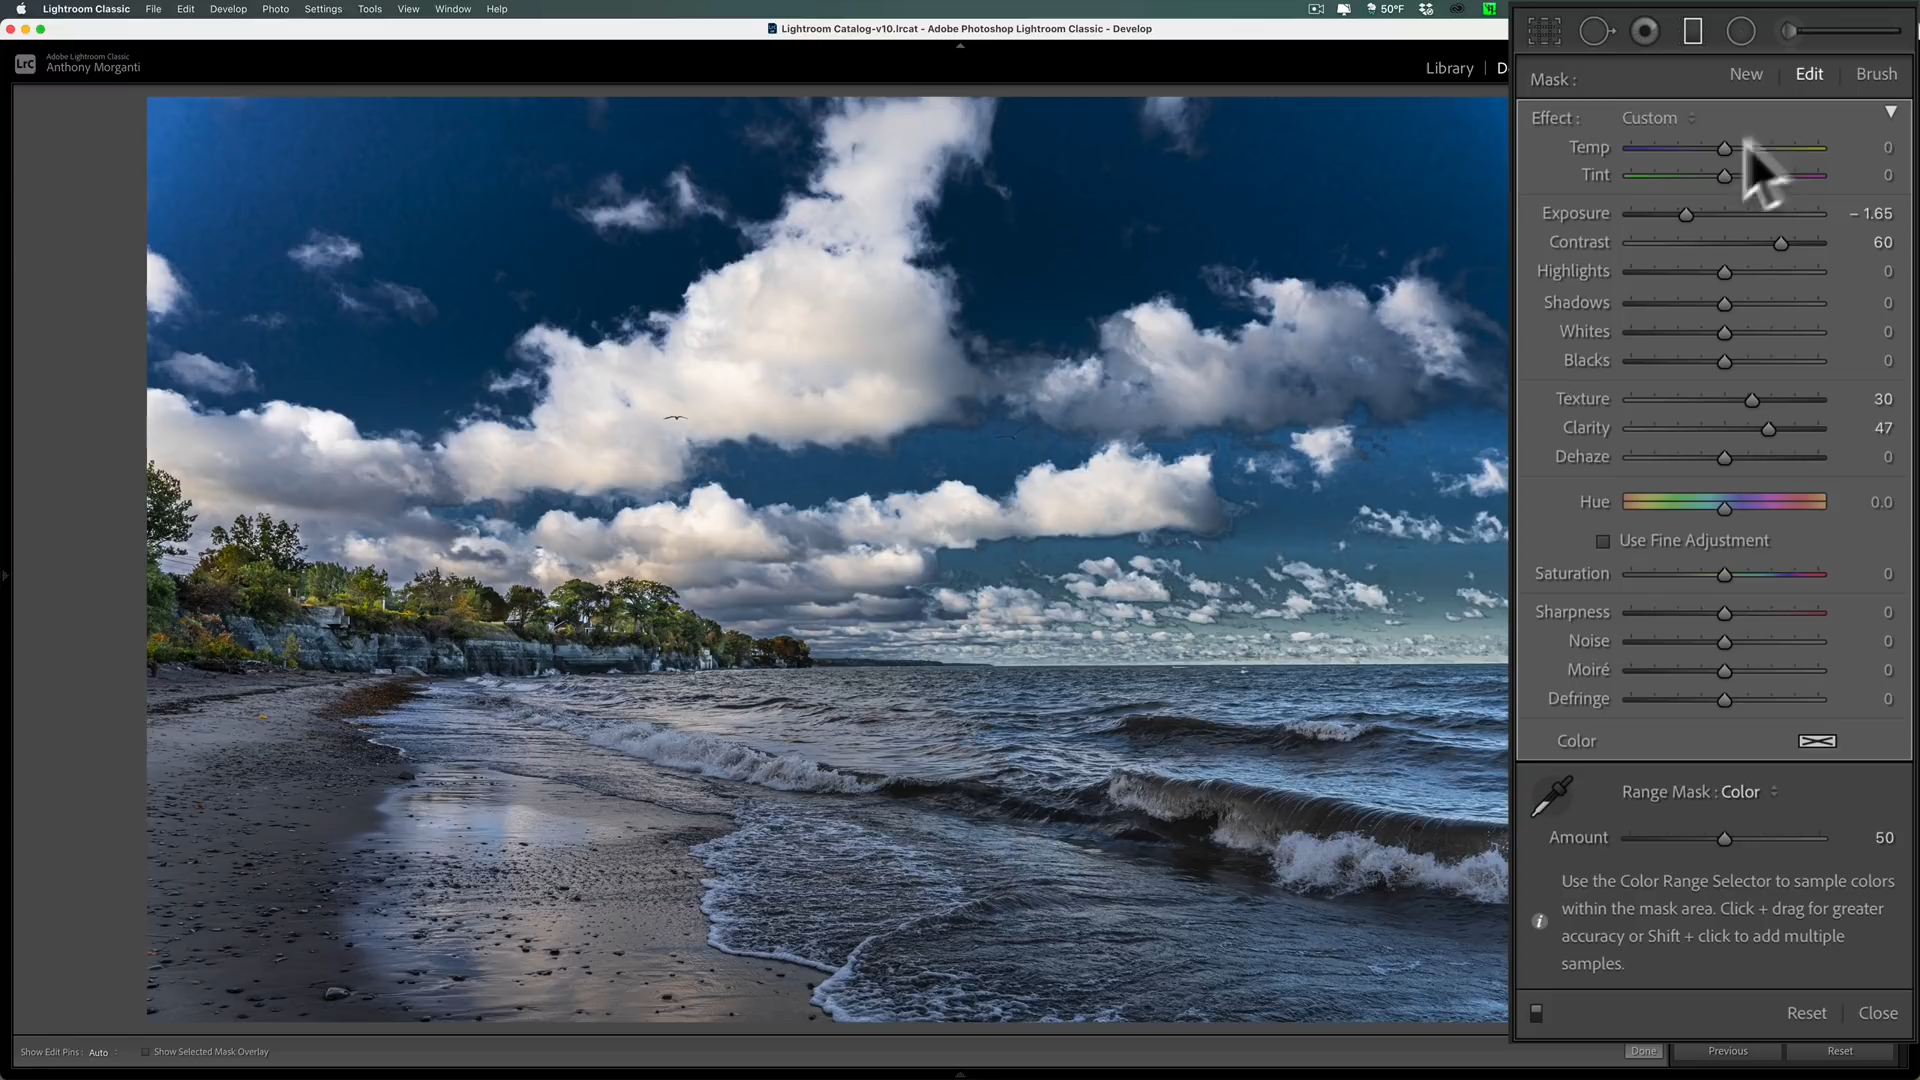 Lightroom Classic File Edit Develop Photo Settings Tools View Window Help 50°F
Lightroom Catalog-v10.lrcat - Adobe Photoshop Lightroom Classic - Develop
LrC
Adobe Lightroom Classic
Anthony Morganti
Library | D
Mask : New Edit Brush
Effect : Custom
Temp 0
Tint 0
Exposure – 1.65
Contrast 60
Highlights 0
Shadows 0
Whites 0
Blacks 0
Texture 30
Clarity 47
Dehaze 0
Hue 0.0
Use Fine Adjustment
Saturation 0
Sharpness 0
Noise 0
Moiré 0
Defringe 0
Color
Range Mask : Color
Amount 50
Use the Color Range Selector to sample colors
within the mask area. Click + drag for greater
accuracy or Shift + click to add multiple
samples.
Reset Close
Show Edit Pins : Auto Show Selected Mask Overlay Done Previous Reset